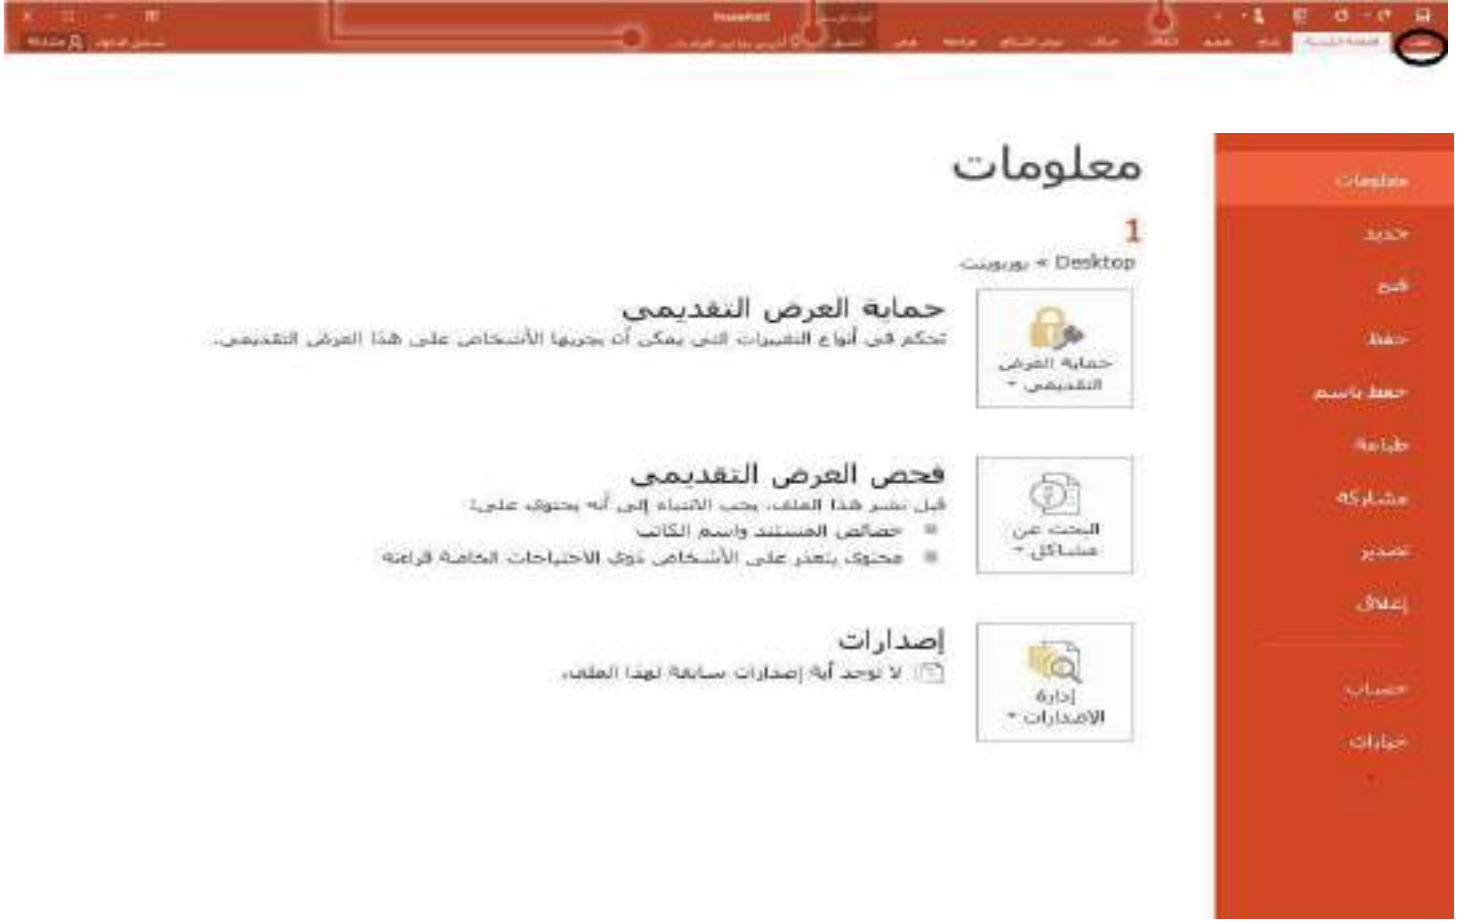 PowerPoint
معلومات
جديد
فتح
حفظ
حفظ باسم
طباعة
مشاركة
تصدير
إغلاق
حساب
خيارات
معلومات
1
Desktop » بوربوينت
حماية العرض التقديمي
حماية العرض التقديمي
تحكم في أنواع التغييرات التي يمكن أن يجريها الأشخاص على هذا العرض التقديمي.
البحث عن مشاكل
فحص العرض التقديمي
قبل نشر هذا الملف، يجب الانتباه إلى أنه يحتوي على:
خصائص المستند واسم الكاتب
محتوى يتعذر على الأشخاص ذوي الاحتياجات الخاصة قراءته
إدارة الإصدارات
إصدارات
لا توجد أية إصدارات سابقة لهذا الملف.